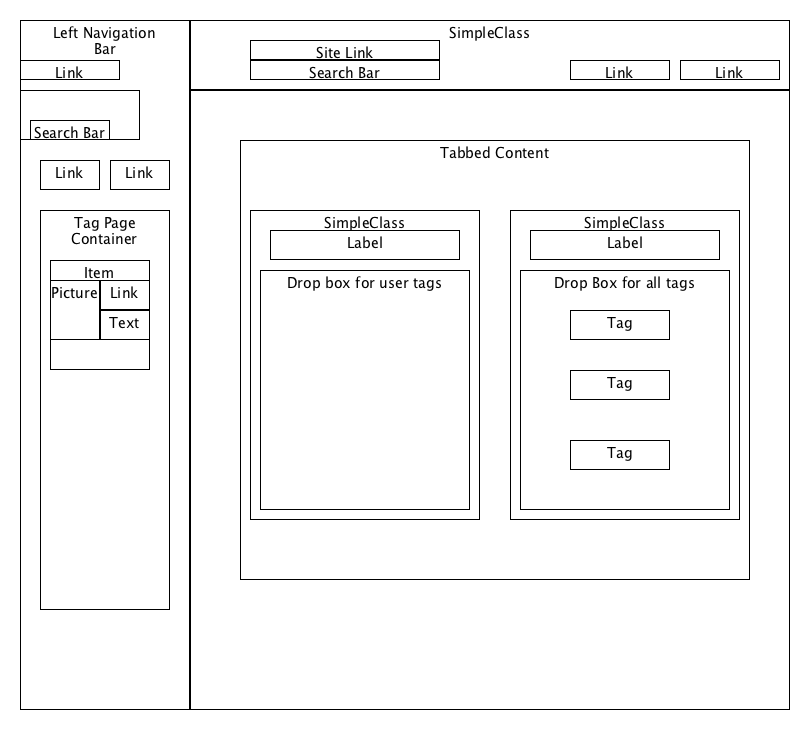 Left Navigation
Bar
Link
Search Bar
Link
Link
Tag Page
Container
Item
Picture
Link
Text
SimpleClass
Site Link
Search Bar
Link
Link
Tabbed Content
SimpleClass
Label
Drop box for user tags
SimpleClass
Label
Drop Box for all tags
Tag
Tag
Tag